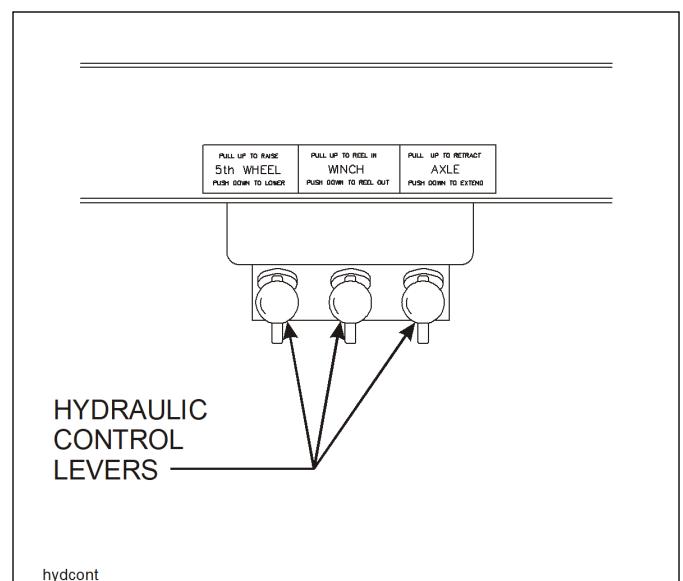 PULL UP TO RAISE
5th WHEEL
PUSH DOWN TO LOWER
PULL UP TO REEL IN
WINCH
PUSH DOWN TO REEL OUT
PULL UP TO RETRACT
AXLE
PUSH DOWN TO EXTEND
HYDRAULIC
CONTROL
LEVERS
hydcont